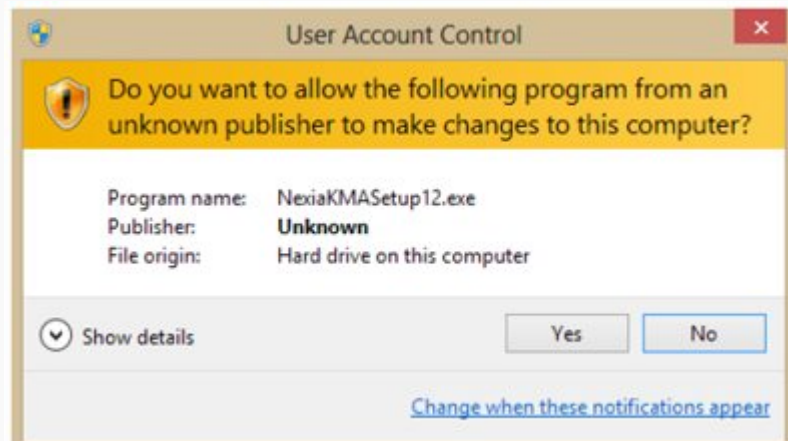 User Account Control
Do you want to allow the following program from an
unknown publisher to make changes to this computer?
Program name: NexiaKMASetup12.exe
Publisher: Unknown
File origin: Hard drive on this computer
Show details Yes No
Change when these notifications appear